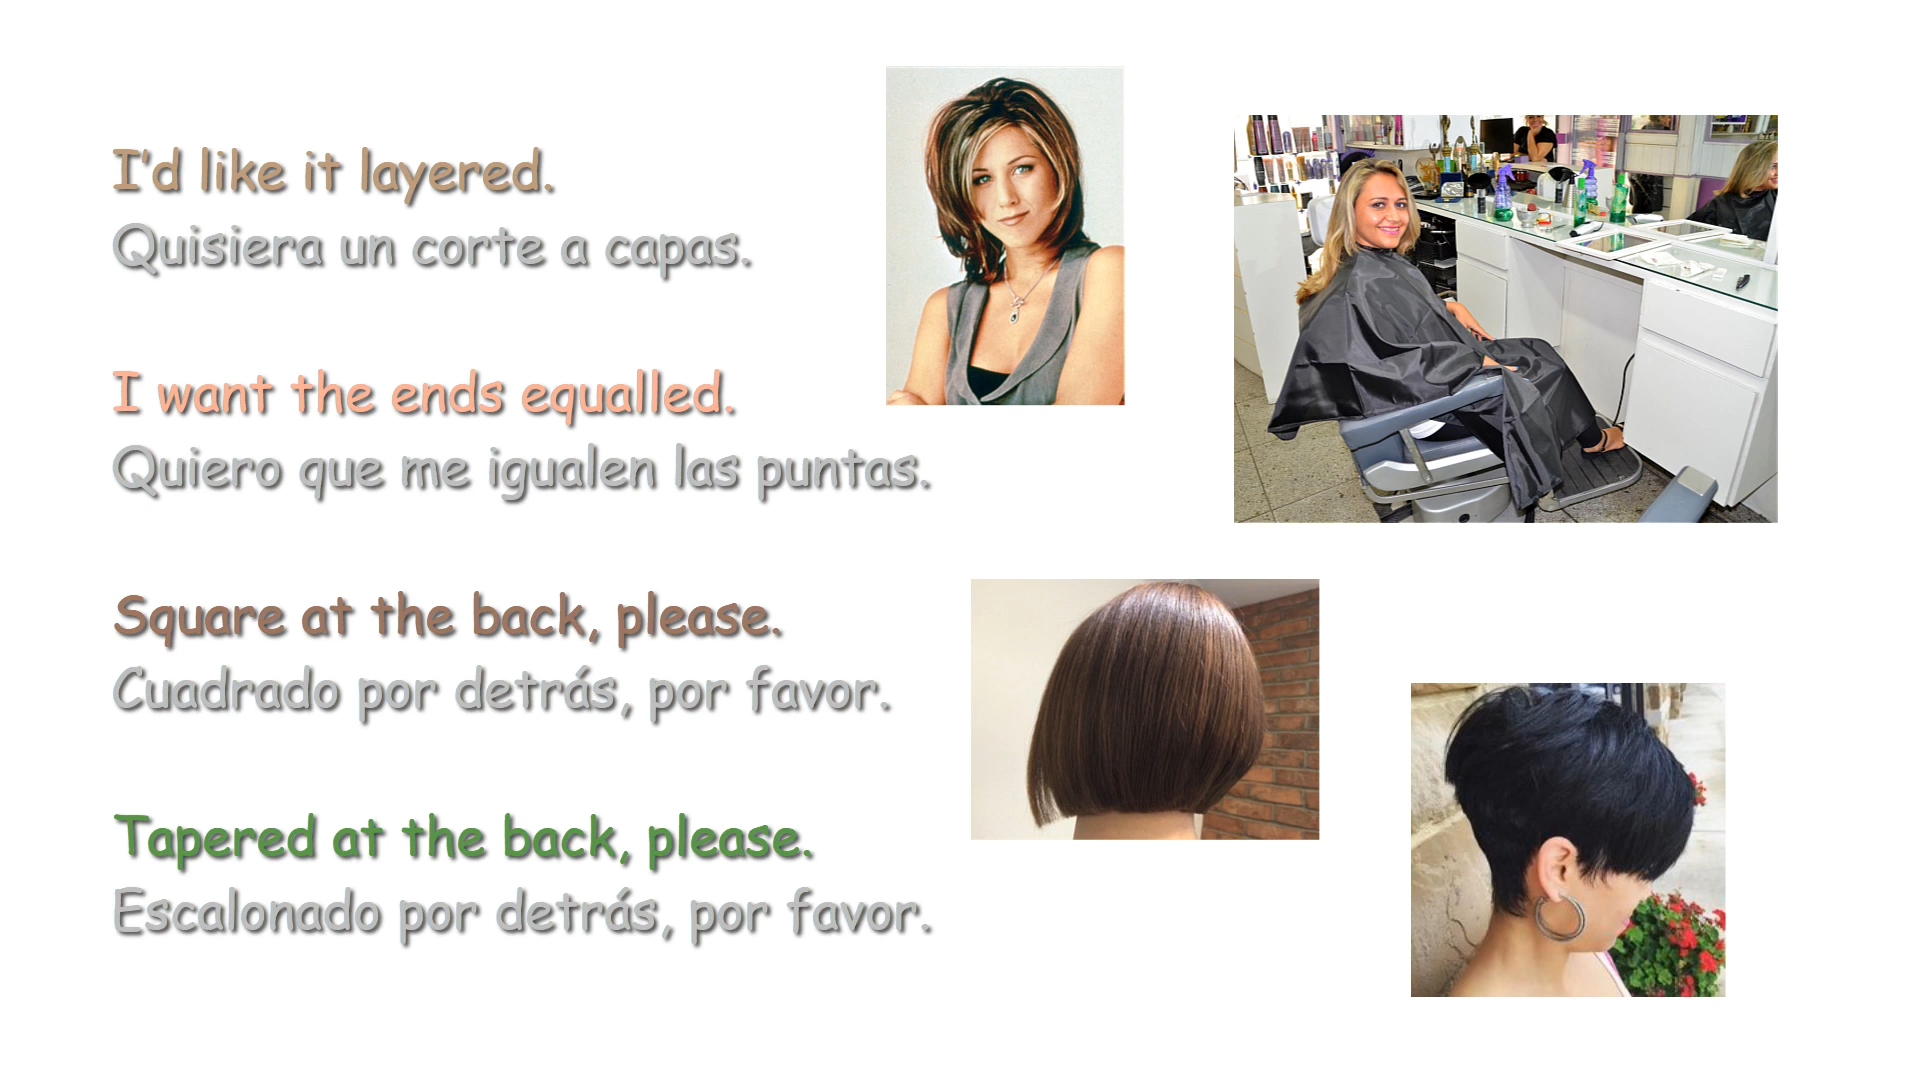 I’d like it layered.
Quisiera un corte a capas.
I want the ends equalled.
Quiero que me igualen las puntas.
Square at the back, please.
Cuadrado por detrás, por favor.
Tapered at the back, please.
Escalonado por detrás, por favor.